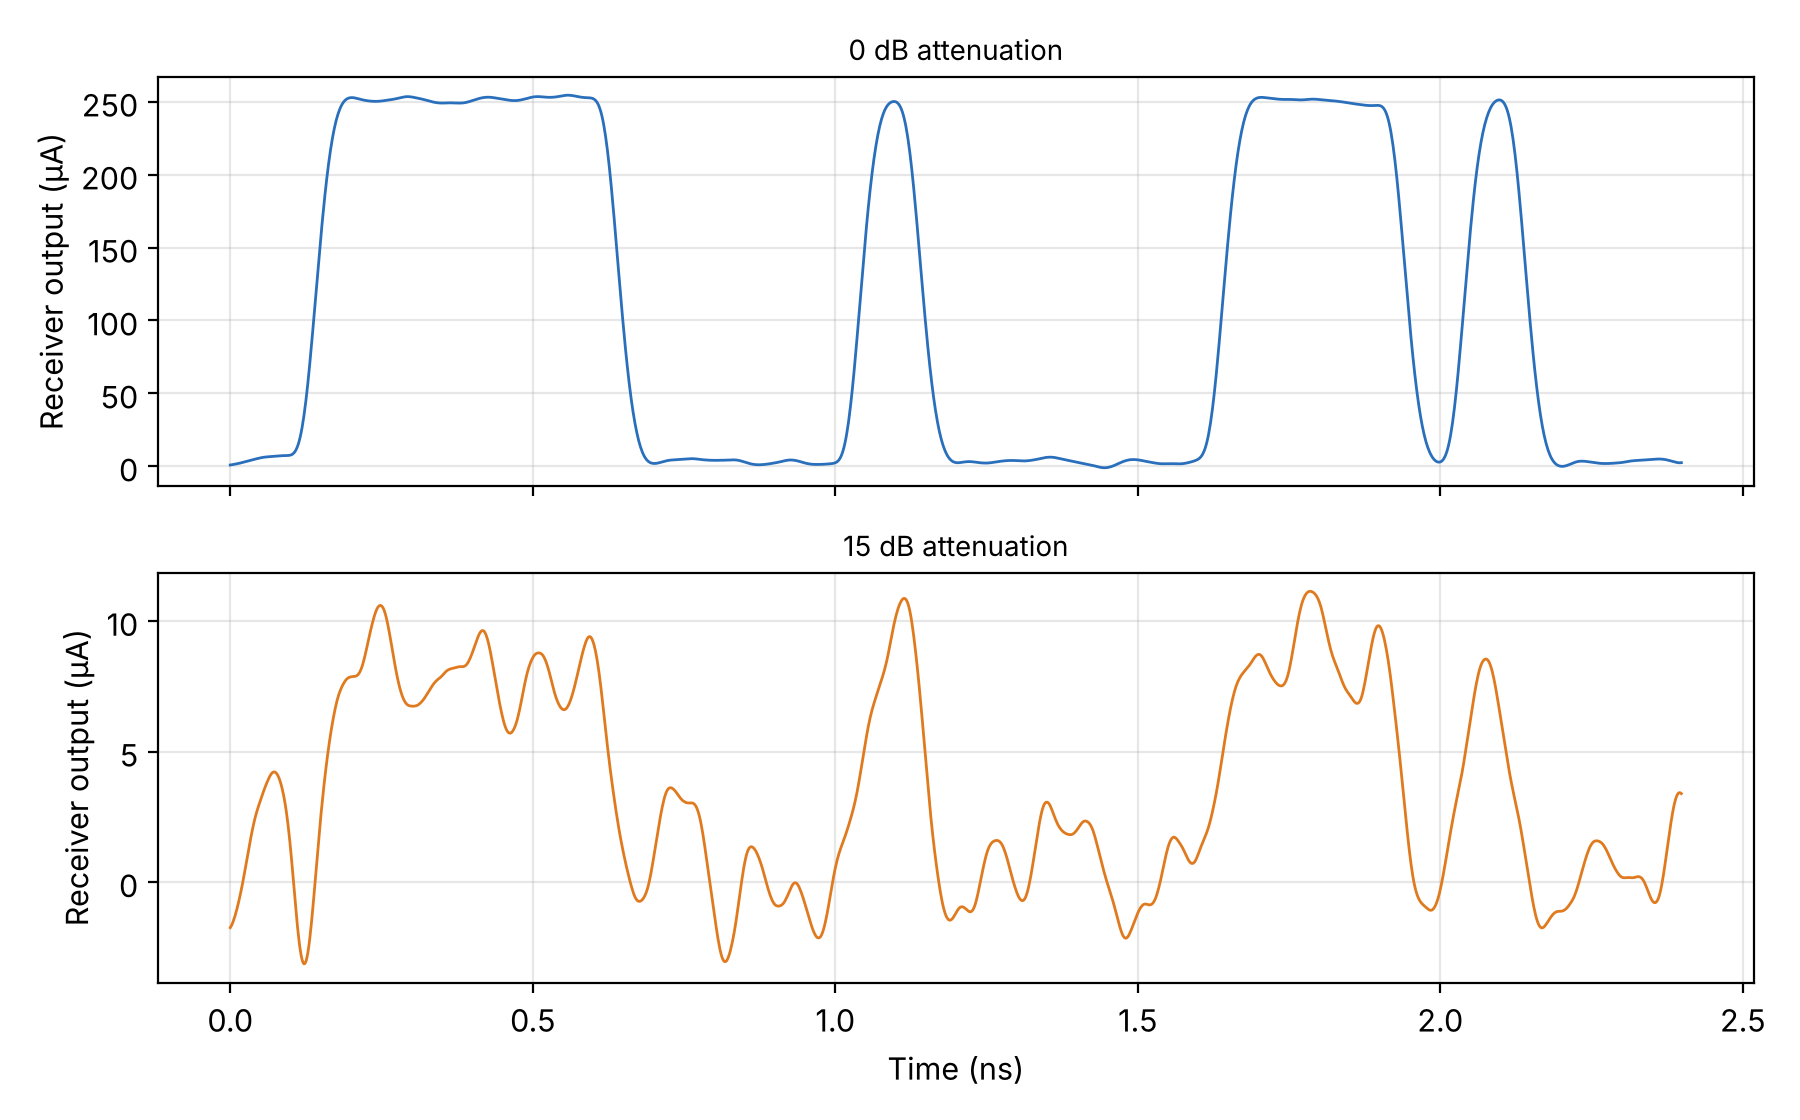 0 dB attenuation
Receiver output (µA)
250
200
150
100
50
0
15 dB attenuation
Receiver output (µA)
10
5
0
0.0 0.5 1.0 1.5 2.0 2.5
Time (ns)